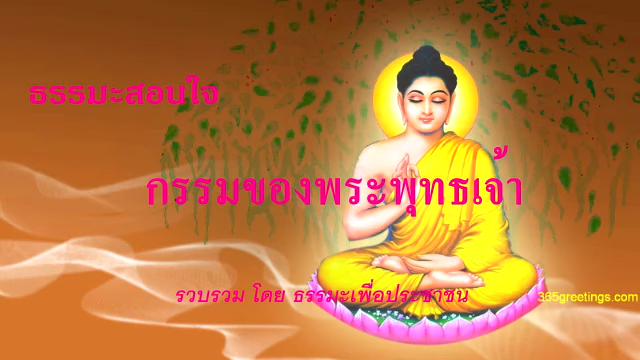 ธรรมะสอนใจ
กรรมของพระพุทธเจ้า
รวบรวม โดย ธรรมะเพื่อประชาชน
365greetings.com